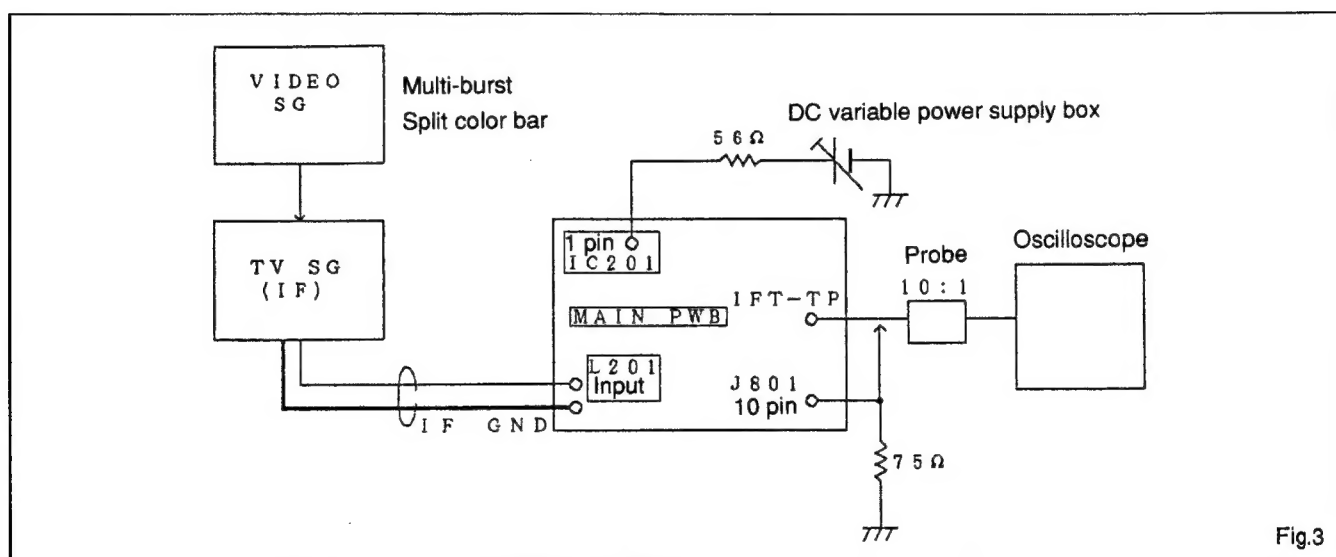 VIDEO
SG
Multi-burst
Split color bar
DC variable power supply box
56Ω
TV SG
(IF)
1 pin
IC201
Probe
10:1
Oscilloscope
IFT-TP
MAIN PWB
L201
Input
J801
10 pin
IF GND
75Ω
Fig.3